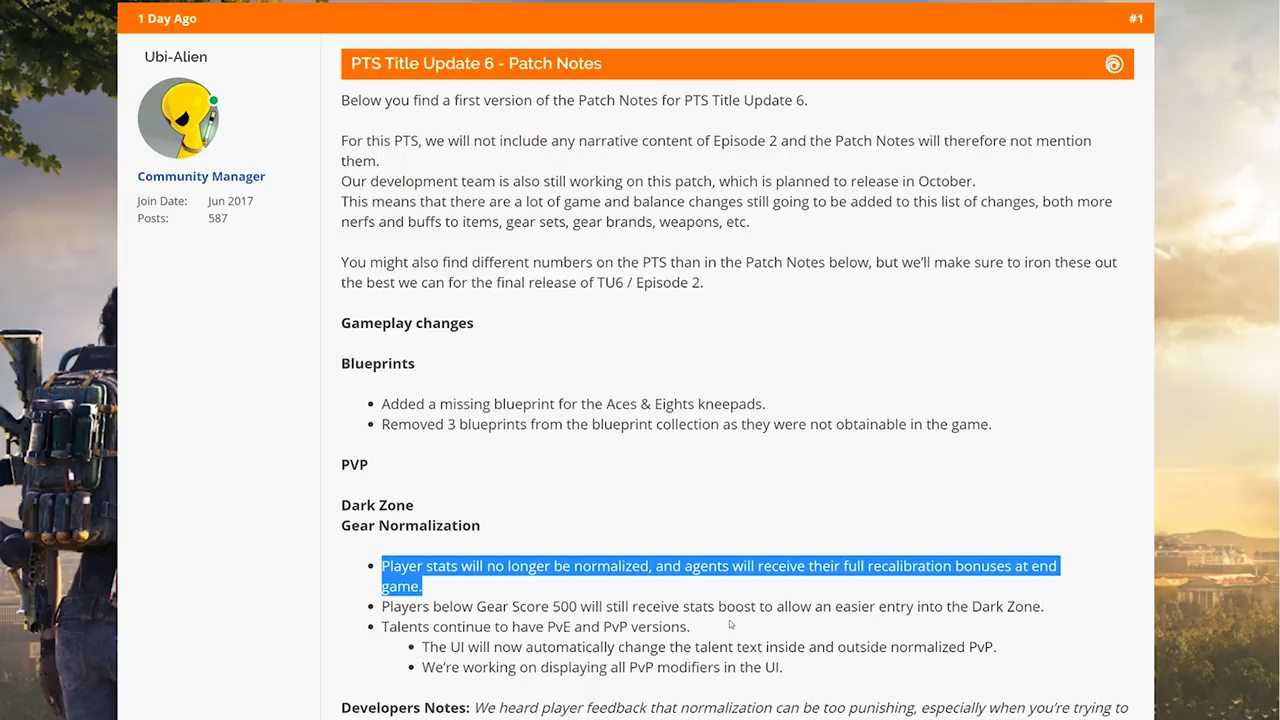 1 Day Ago
#1
Ubi-Alien
Community Manager
Join Date: Jun 2017
Posts: 587
PTS Title Update 6 - Patch Notes
Below you find a first version of the Patch Notes for PTS Title Update 6.
For this PTS, we will not include any narrative content of Episode 2 and the Patch Notes will therefore not mention
them.
Our development team is also still working on this patch, which is planned to release in October.
This means that there are a lot of game and balance changes still going to be added to this list of changes, both more
nerfs and buffs to items, gear sets, gear brands, weapons, etc.
You might also find different numbers on the PTS than in the Patch Notes below, but we'll make sure to iron these out
the best we can for the final release of TU6 / Episode 2.
Gameplay changes
Blueprints
• Added a missing blueprint for the Aces & Eights kneepads.
• Removed 3 blueprints from the blueprint collection as they were not obtainable in the game.
PVP
Dark Zone
Gear Normalization
• Player stats will no longer be normalized, and agents will receive their full recalibration bonuses at end
game.
• Players below Gear Score 500 will still receive stats boost to allow an easier entry into the Dark Zone.
• Talents continue to have PvE and PvP versions.
• The UI will now automatically change the talent text inside and outside normalized PvP.
• We're working on displaying all PvP modifiers in the UI.
Developers Notes: We heard player feedback that normalization can be too punishing, especially when you're trying to